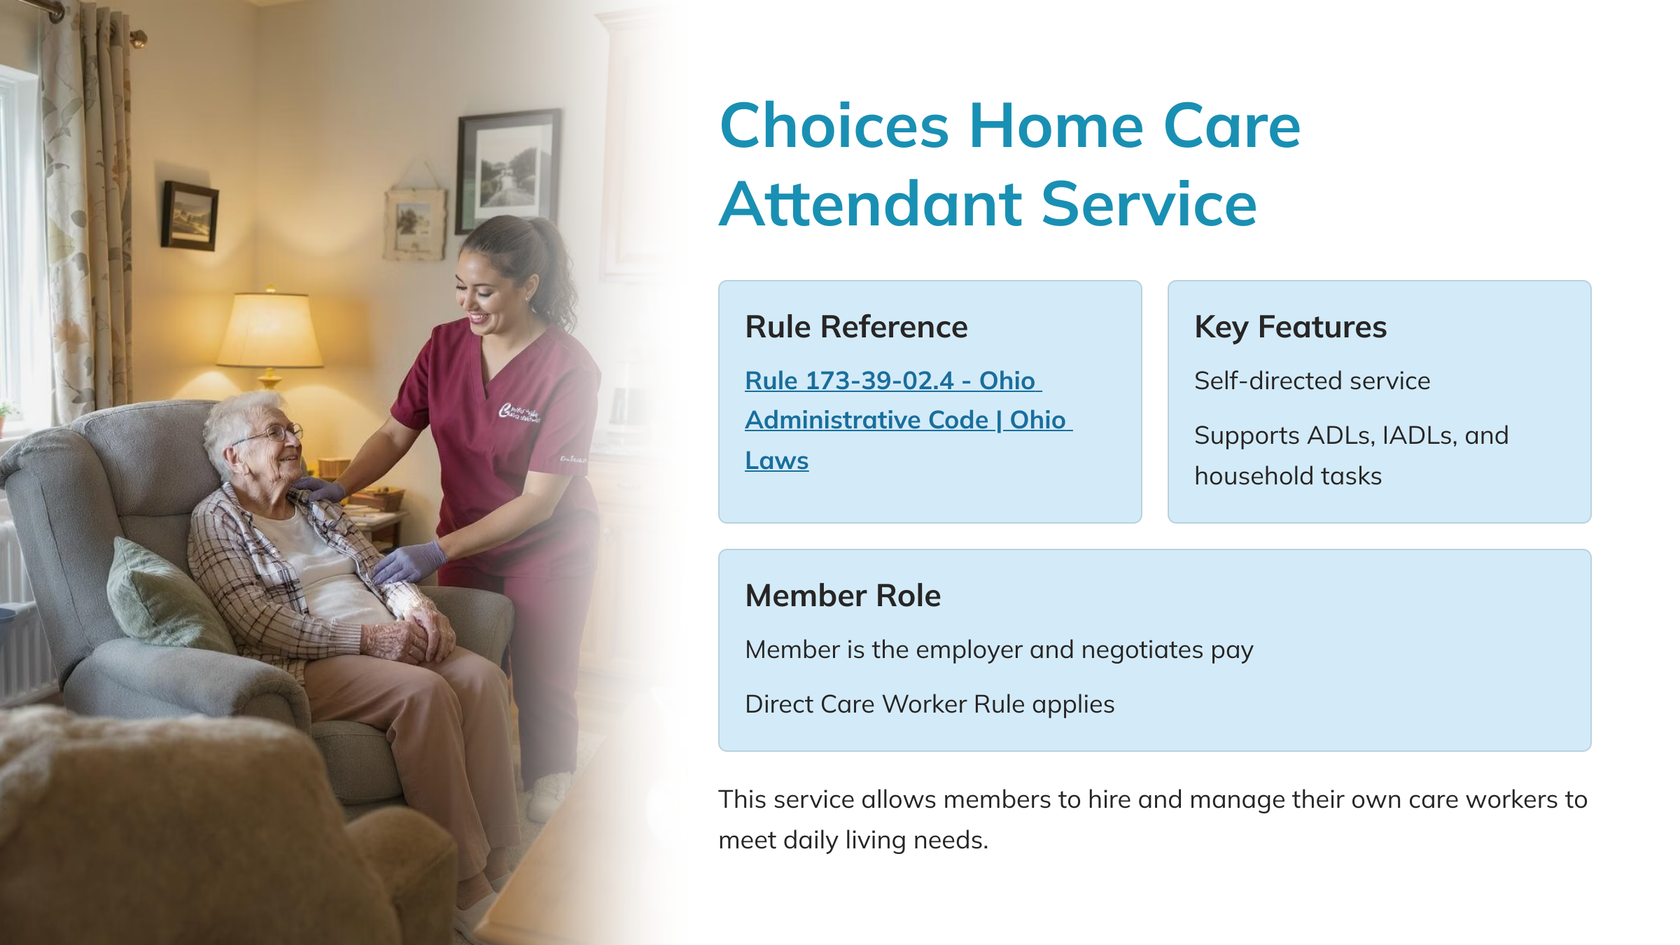 Choices Home Care
Attendant Service
Rule Reference
Rule 173-39-02.4 - Ohio
Administrative Code | Ohio
Laws
Key Features
Self-directed service
Supports ADLs, IADLs, and
household tasks
Member Role
Member is the employer and negotiates pay
Direct Care Worker Rule applies
This service allows members to hire and manage their own care workers to
meet daily living needs.